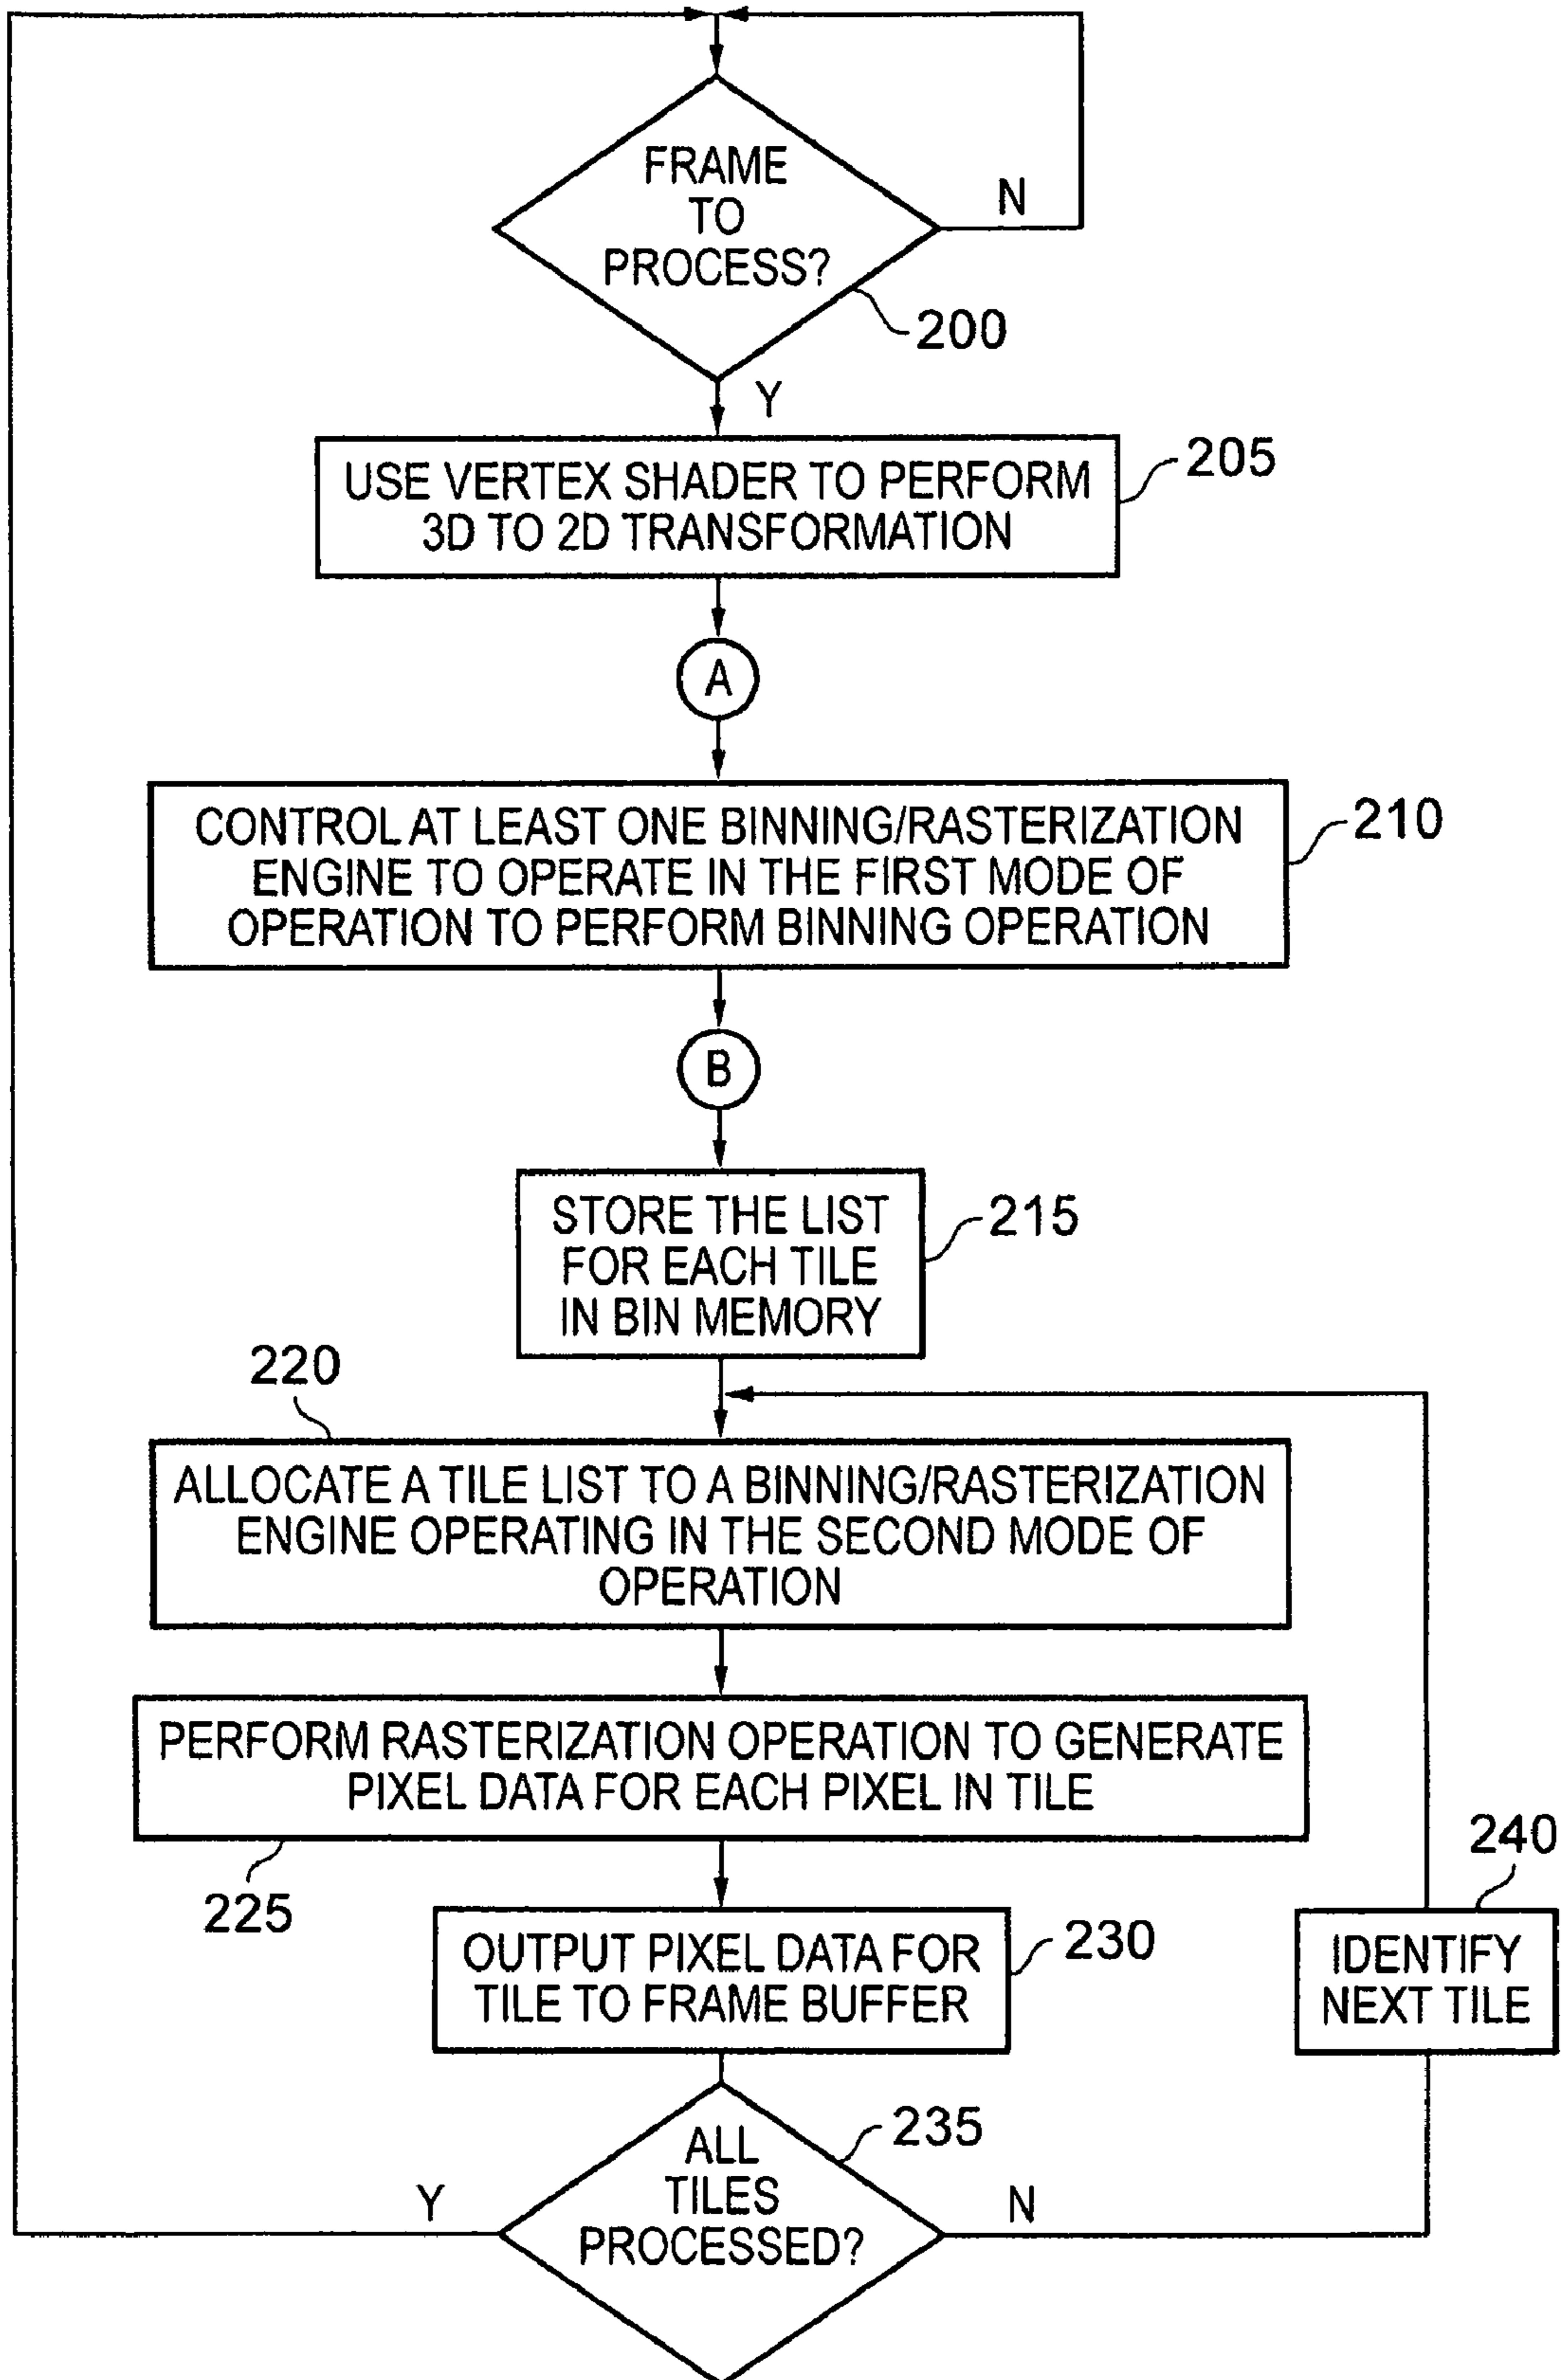 FRAME
TO
PROCESS?
N
200
Y
USE VERTEX SHADER TO PERFORM
3D TO 2D TRANSFORMATION
205
A
CONTROL AT LEAST ONE BINNING/RASTERIZATION
ENGINE TO OPERATE IN THE FIRST MODE OF
OPERATION TO PERFORM BINNING OPERATION
210
B
STORE THE LIST
FOR EACH TILE
IN BIN MEMORY
215
220
ALLOCATE A TILE LIST TO A BINNING/RASTERIZATION
ENGINE OPERATING IN THE SECOND MODE OF
OPERATION
PERFORM RASTERIZATION OPERATION TO GENERATE
PIXEL DATA FOR EACH PIXEL IN TILE
225
OUTPUT PIXEL DATA FOR
TILE TO FRAME BUFFER
230
240
IDENTIFY
NEXT TILE
ALL
TILES
PROCESSED?
235
Y
N